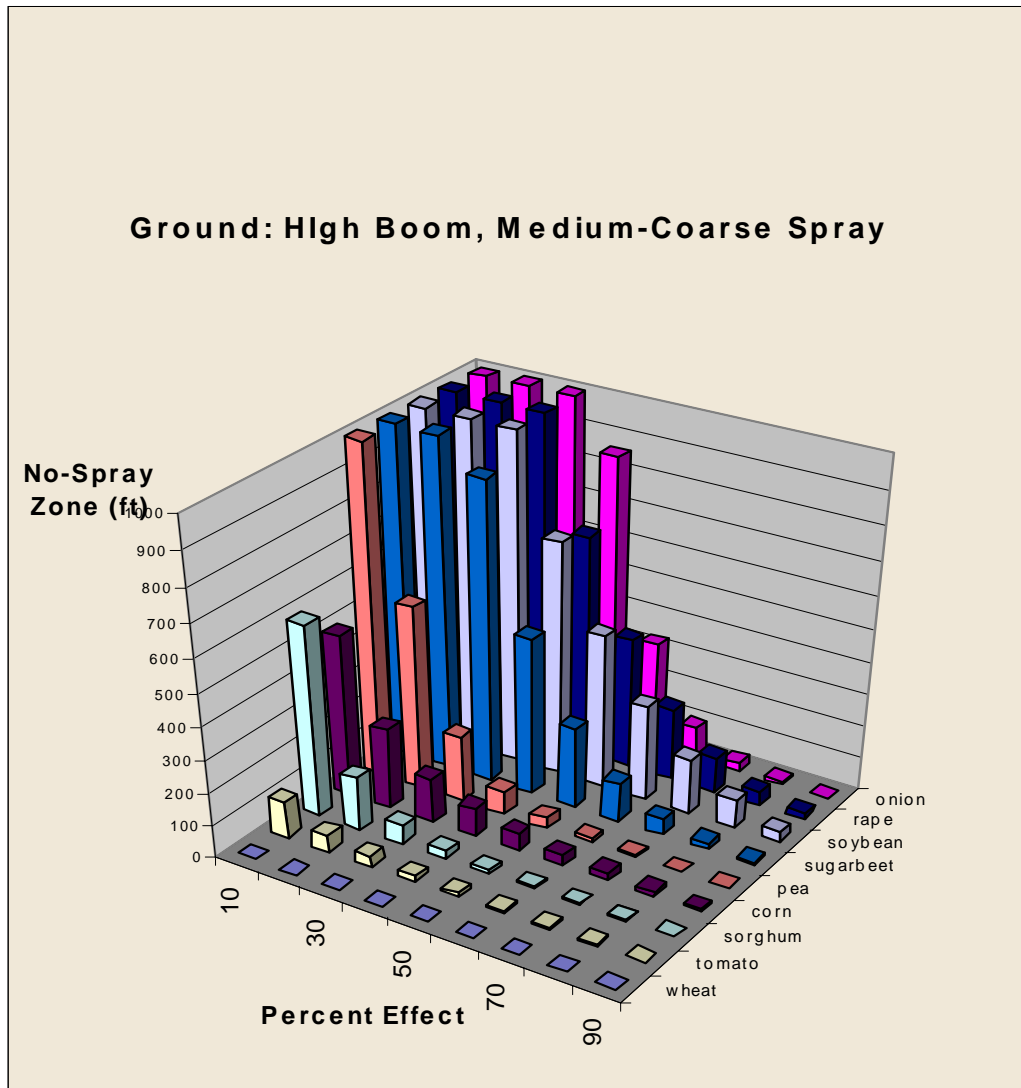 Ground: HIgh Boom, Medium-Coarse Spray
No-Spray
Zone (ft)
1000
900
800
700
600
500
400
300
200
100
0
10
30
50
70
90
Percent Effect
onion
rape
soybean
sugarbeet
pea
corn
sorghum
tomato
wheat